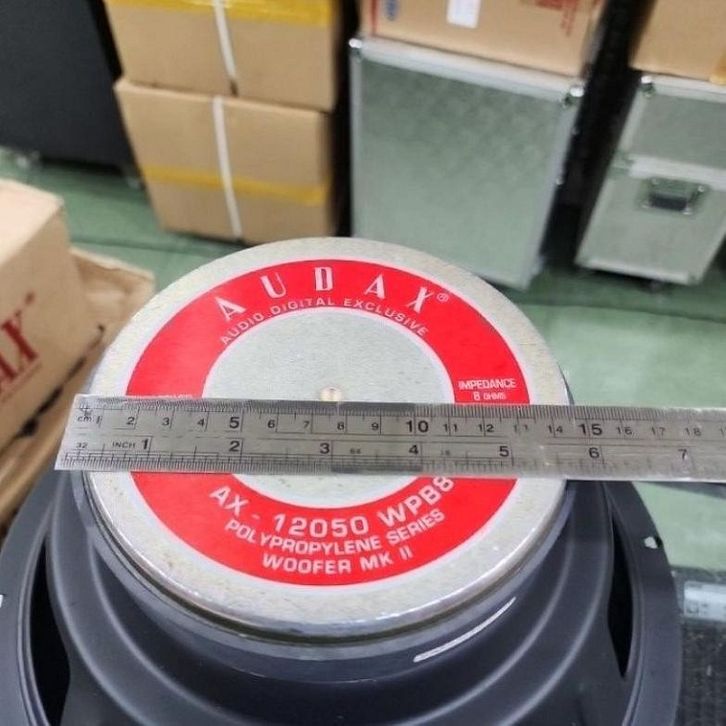 AUDAX®
AUDIO DIGITAL EXCLUSIVE
IMPEDANCE
8 OHMS
cm 1 2 3 4 5 6 7 8 9 10 11 12 13 14 15 16 17 18
32 INCH 1 2 3 64 4 5 6 7
AX - 12050 WPB8
POLYPROPYLENE SERIES
WOOFER MK II